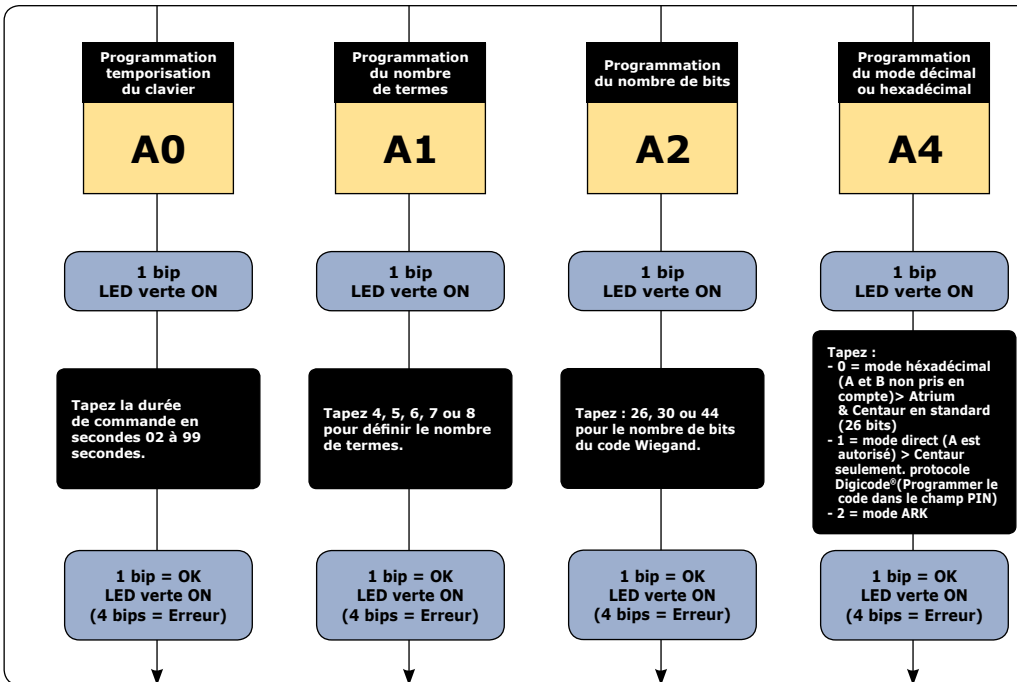 Programmation
temporisation
du clavier
A0
1 bip
LED verte ON
Tapez la durée
de commande en
secondes 02 à 99
secondes.
1 bip = OK
LED verte ON
(4 bips = Erreur)
Programmation
du nombre
de termes
A1
1 bip
LED verte ON
Tapez 4, 5, 6, 7 ou 8
pour définir le nombre
de termes.
1 bip = OK
LED verte ON
(4 bips = Erreur)
Programmation
du nombre de bits
A2
1 bip
LED verte ON
Tapez : 26, 30 ou 44
pour le nombre de bits
du code Wiegand.
1 bip = OK
LED verte ON
(4 bips = Erreur)
Programmation
du mode décimal
ou hexadécimal
A4
1 bip
LED verte ON
Tapez :
- 0 = mode héxadécimal
(A et B non pris en
compte)> Atrium
& Centaur en standard
(26 bits)
- 1 = mode direct (A est
autorisé) > Centaur
seulement. protocole
Digicode®(Programmer le
code dans le champ PIN)
- 2 = mode ARK
1 bip = OK
LED verte ON
(4 bips = Erreur)